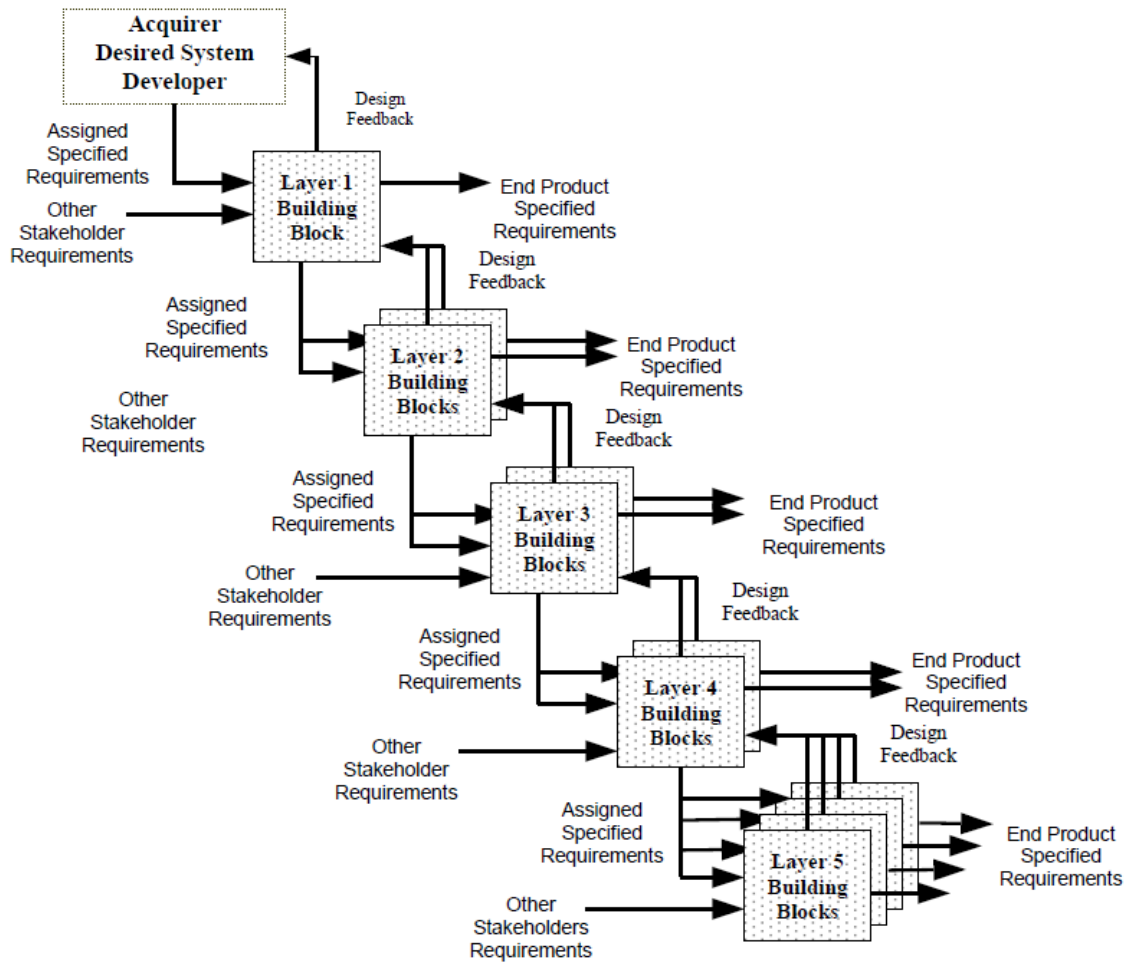 Acquirer
Desired System
Developer
Design
Feedback
Assigned
Specified
Requirements
Other
Stakeholder
Requirements
Layer 1
Building
Block
End Product
Specified
Requirements
Design
Feedback
Assigned
Specified
Requirements
Other
Stakeholder
Requirements
Layer 2
Building
Blocks
End Product
Specified
Requirements
Design
Feedback
Assigned
Specified
Requirements
Other
Stakeholder
Requirements
Layer 3
Building
Blocks
End Product
Specified
Requirements
Design
Feedback
Assigned
Specified
Requirements
Other
Stakeholder
Requirements
Layer 4
Building
Blocks
End Product
Specified
Requirements
Design
Feedback
Assigned
Specified
Requirements
Other
Stakeholders
Requirements
Layer 5
Building
Blocks
End Product
Specified
Requirements